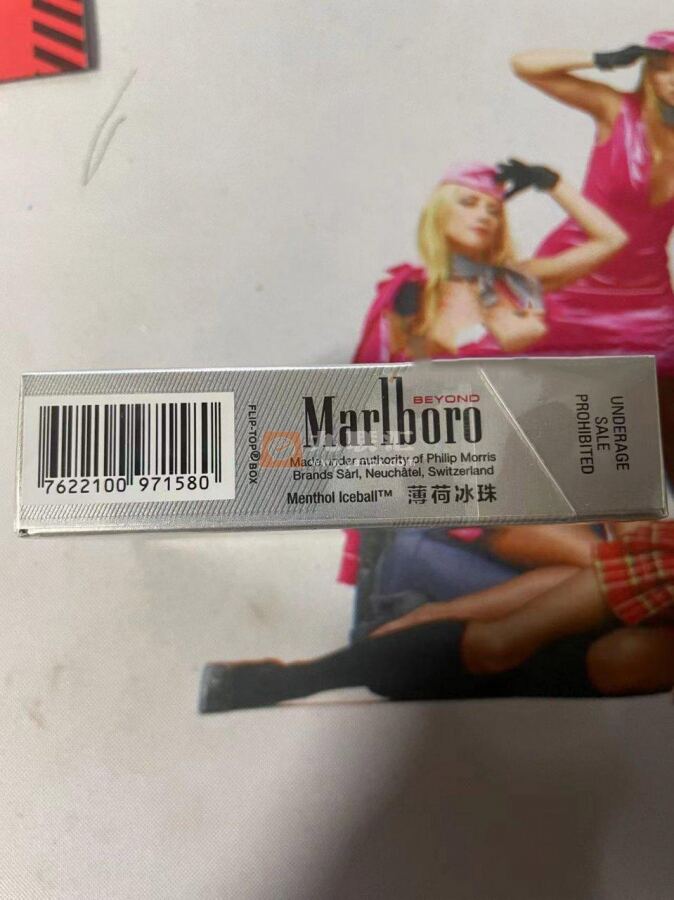 BEYOND
Marlboro
Made under authority of Philip Morris
Brands Sàrl, Neuchâtel, Switzerland
Menthol Iceball™ 薄荷冰珠
7622100 971580
FLIP-TOP®BOX
UNDERAGE
SALE
PROHIBITED